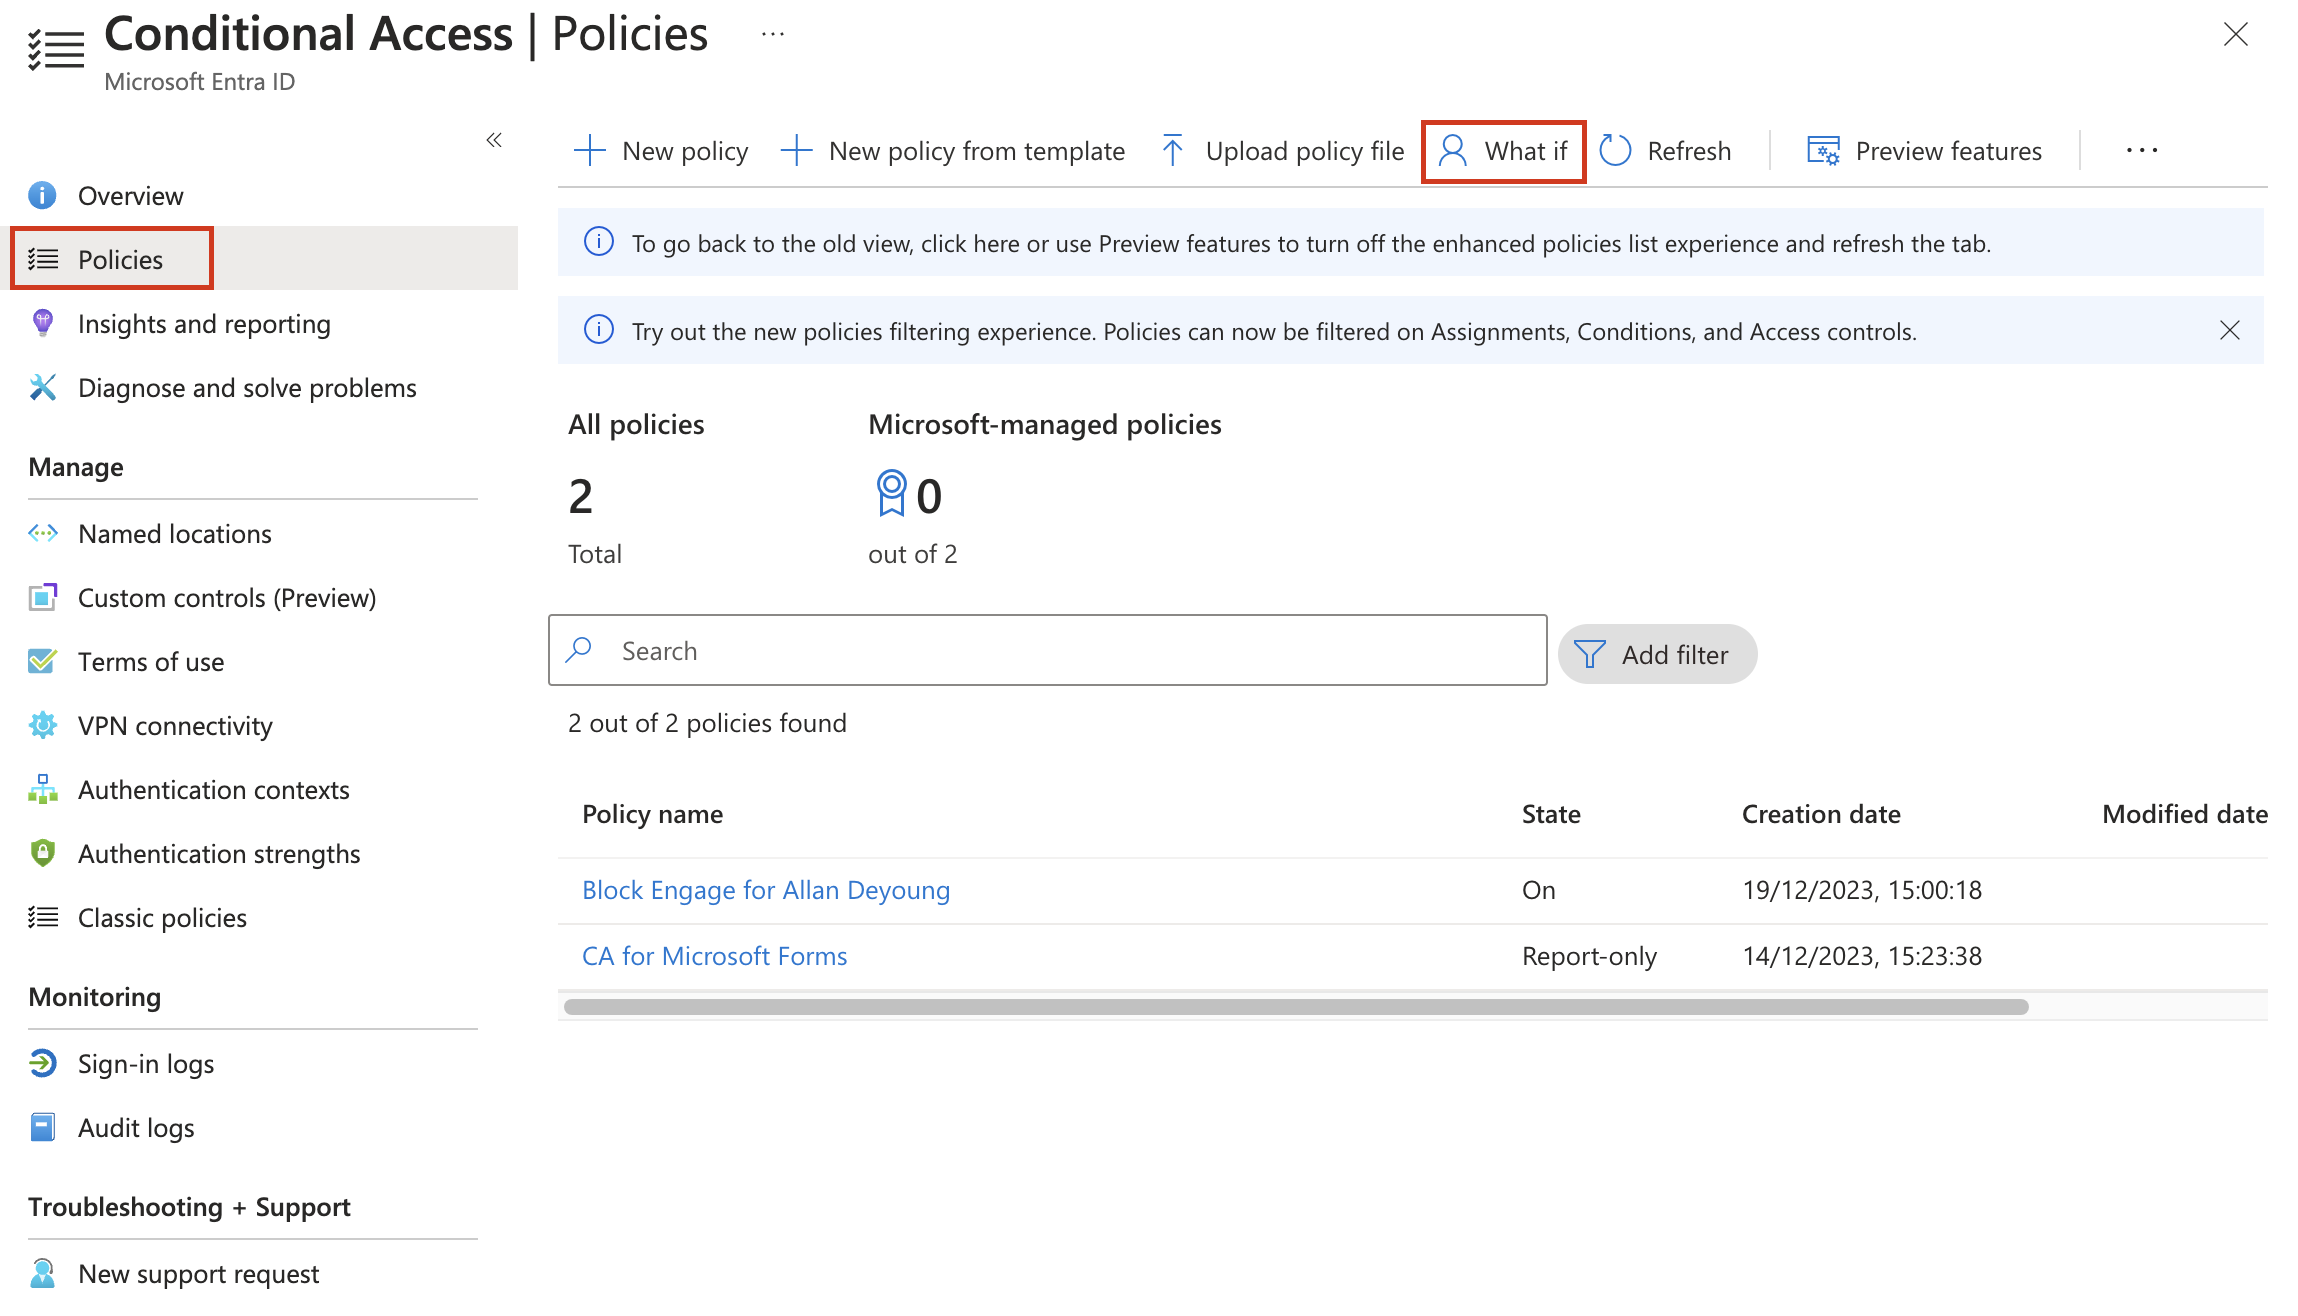 Conditional Access | Policies ...
Microsoft Entra ID
Overview
Policies
Insights and reporting
Diagnose and solve problems
Manage
Named locations
Custom controls (Preview)
Terms of use
VPN connectivity
Authentication contexts
Authentication strengths
Classic policies
Monitoring
Sign-in logs
Audit logs
Troubleshooting + Support
New support request
New policy New policy from template Upload policy file What if Refresh Preview features ...
To go back to the old view, click here or use Preview features to turn off the enhanced policies list experience and refresh the tab.
Try out the new policies filtering experience. Policies can now be filtered on Assignments, Conditions, and Access controls.
All policies Microsoft-managed policies
2 0
Total out of 2
Search Add filter
2 out of 2 policies found
Policy name State Creation date Modified date
Block Engage for Allan Deyoung On 19/12/2023, 15:00:18
CA for Microsoft Forms Report-only 14/12/2023, 15:23:38